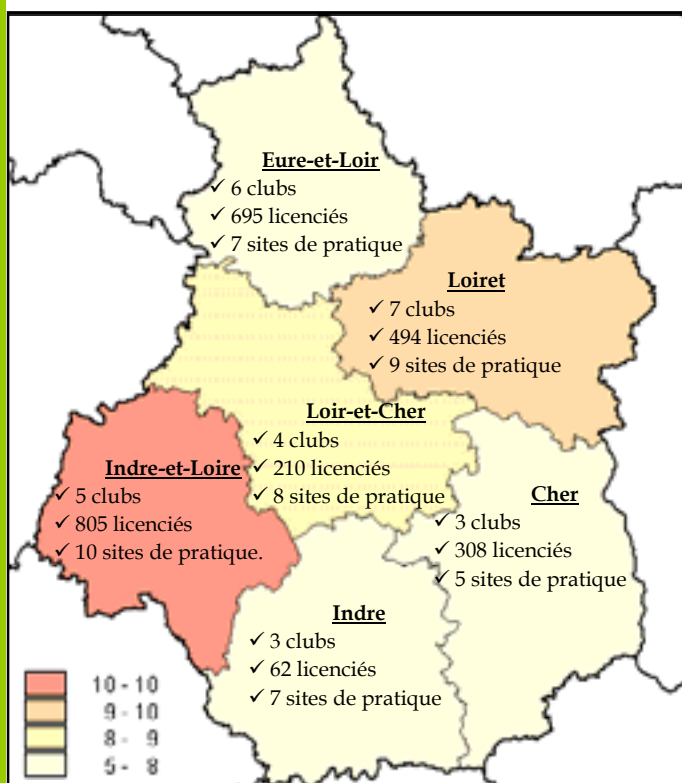 Eure-et-Loir
✓ 6 clubs
✓ 695 licenciés
✓ 7 sites de pratique
Loiret
✓ 7 clubs
✓ 494 licenciés
✓ 9 sites de pratique
Loir-et-Cher
✓ 4 clubs
✓ 210 licenciés
✓ 8 sites de pratique
Indre-et-Loire
✓ 5 clubs
✓ 805 licenciés
✓ 10 sites de pratique.
Cher
✓ 3 clubs
✓ 308 licenciés
✓ 5 sites de pratique
Indre
✓ 3 clubs
✓ 62 licenciés
✓ 7 sites de pratique
10 - 10
9 - 10
8 - 9
5 - 8